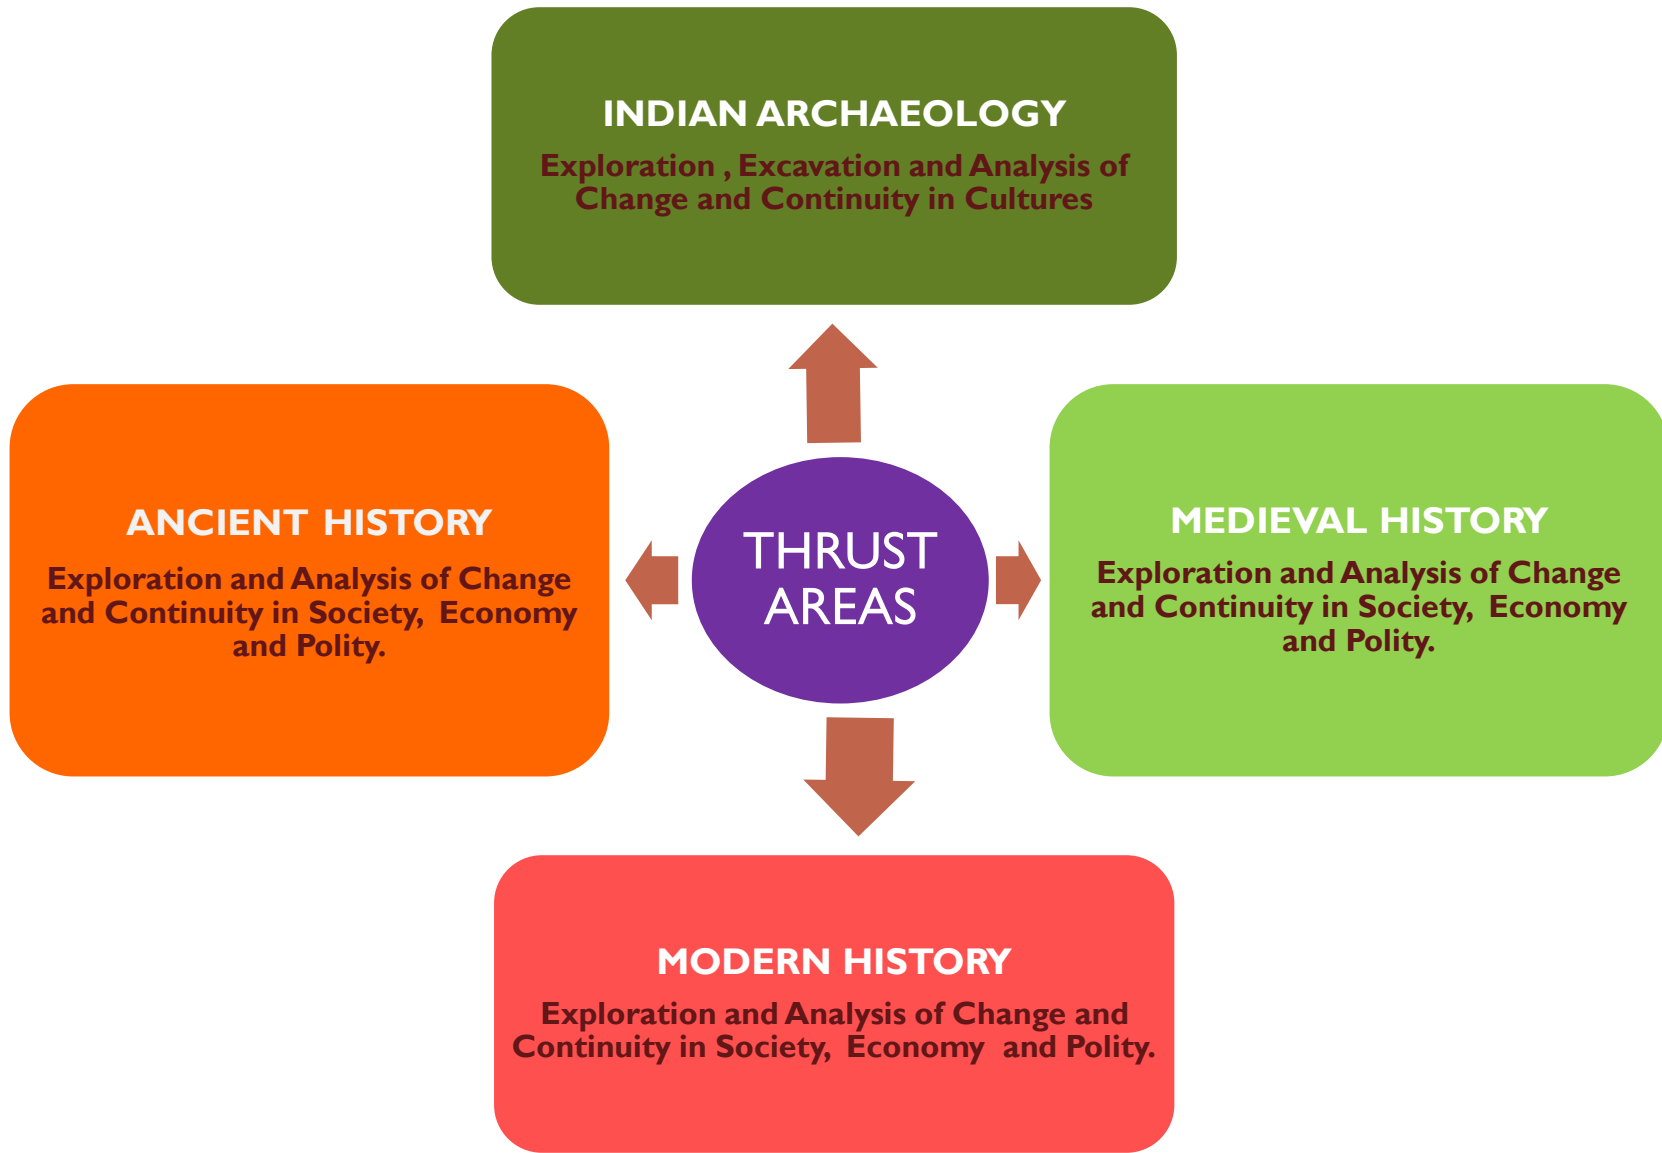 INDIAN ARCHAEOLOGY
Exploration , Excavation and Analysis of
Change and Continuity in Cultures
ANCIENT HISTORY
Exploration and Analysis of Change
and Continuity in Society, Economy
and Polity.
THRUST
AREAS
MEDIEVAL HISTORY
Exploration and Analysis of Change
and Continuity in Society, Economy
and Polity.
MODERN HISTORY
Exploration and Analysis of Change and
Continuity in Society, Economy and Polity.